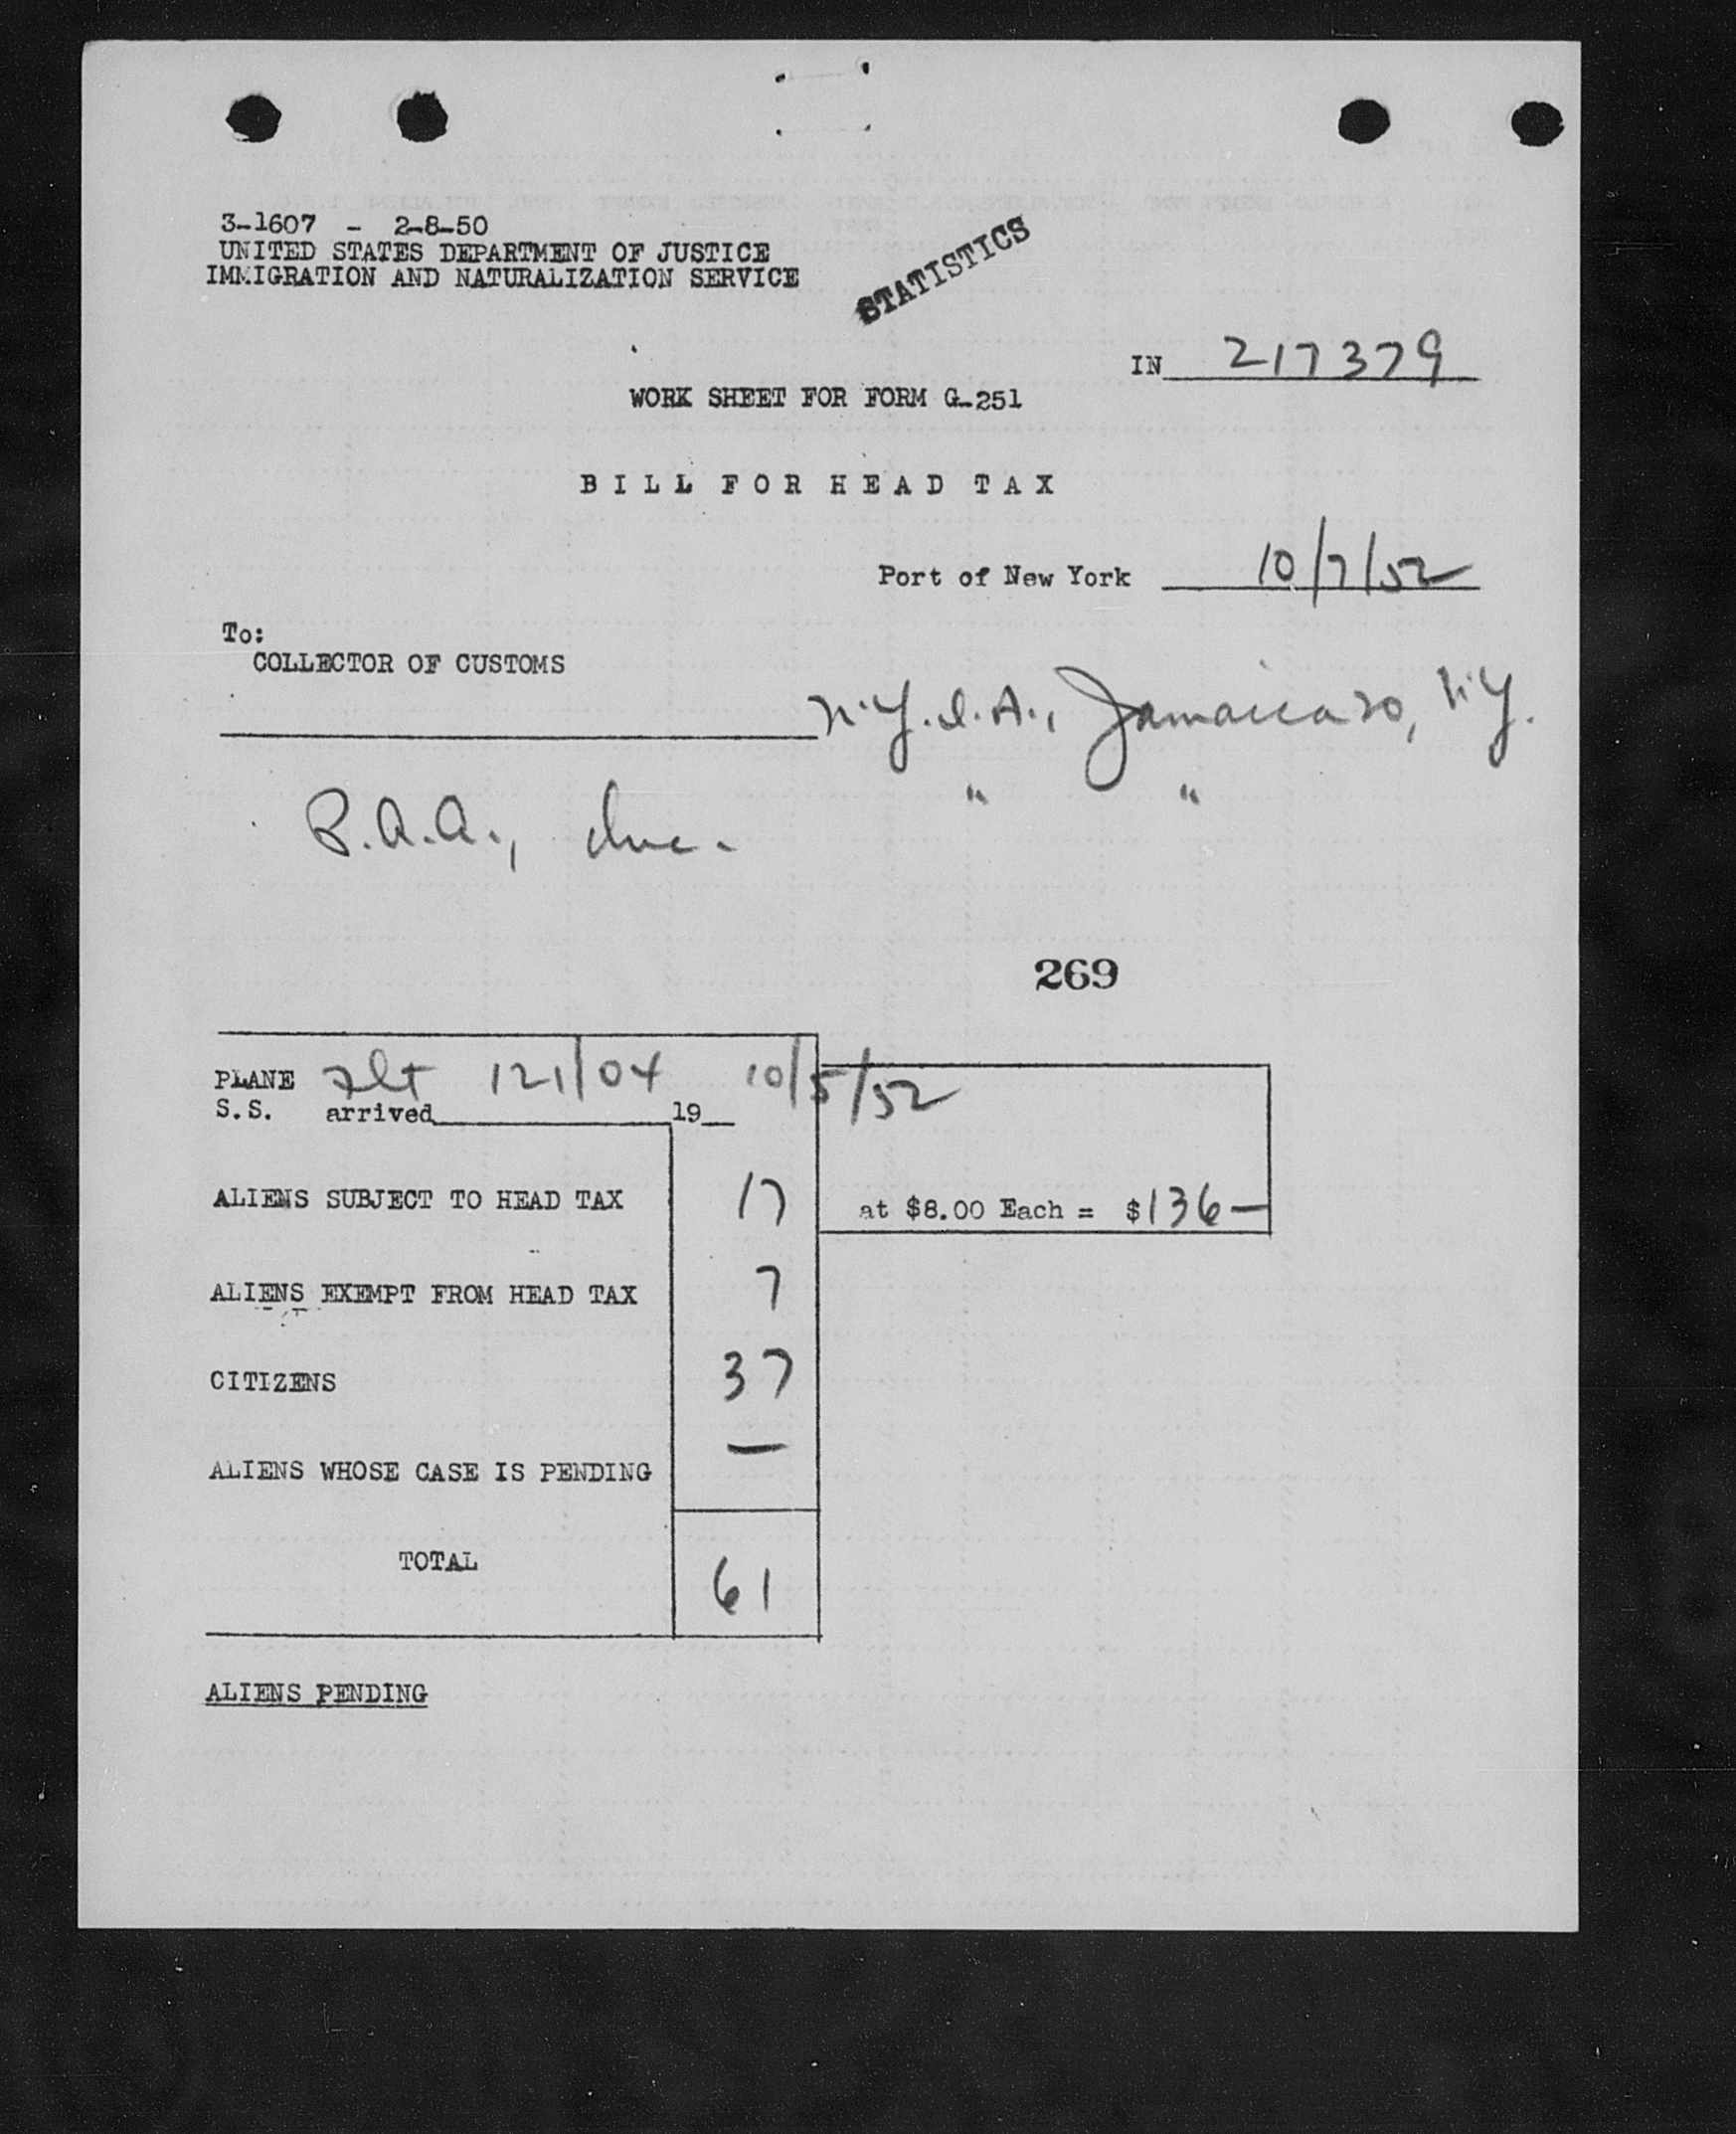 3-1607 - 2-8-50
UNITED STATES DEPARTMENT OF JUSTICE
IMMIGRATION AND NATURALIZATION SERVICE
STATISTICS
IN 217379
WORK SHEET FOR FORM G-251
BILL FOR HEAD TAX
Port of New York 10/7/52
To:
COLLECTOR OF CUSTOMS
N.Y.I.A., Jamaica 30, N.Y.
P.A.A., Inc. " "
269
PLANE flt 121/04 10/5/52
S.S. arrived 19
ALIENS SUBJECT TO HEAD TAX 17 at $8.00 Each = $136—
ALIENS EXEMPT FROM HEAD TAX 7
CITIZENS 37
ALIENS WHOSE CASE IS PENDING —
TOTAL 61
ALIENS PENDING